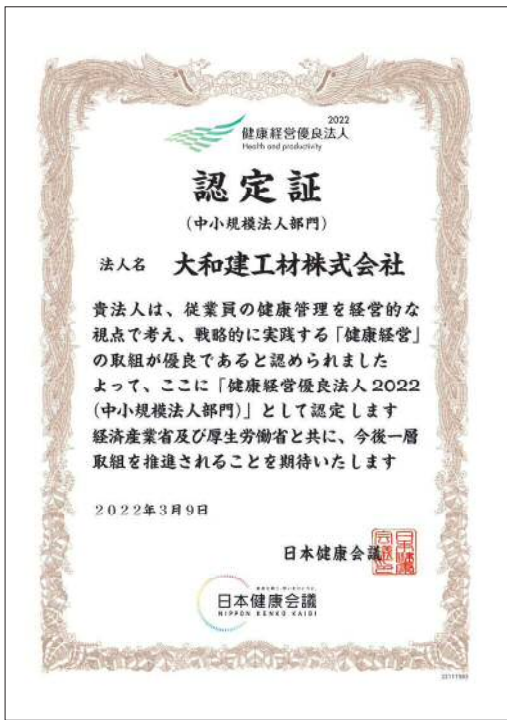 2022
健康経営優良法人
Health and productivity
認定証
(中小規模法人部門)
法人名 大和建工材株式会社
貴法人は、従業員の健康管理を経営的な
視点で考え、戦略的に実践する「健康経営」
の取組が優良であると認められました
よって、ここに「健康経営優良法人2022
(中小規模法人部門)」として認定します
経済産業省及び厚生労働省と共に、今後一層
取組を推進されることを期待いたします
2022年3月9日
日本健康会議
日本健康会議
NIPPON KENKO KAIGI